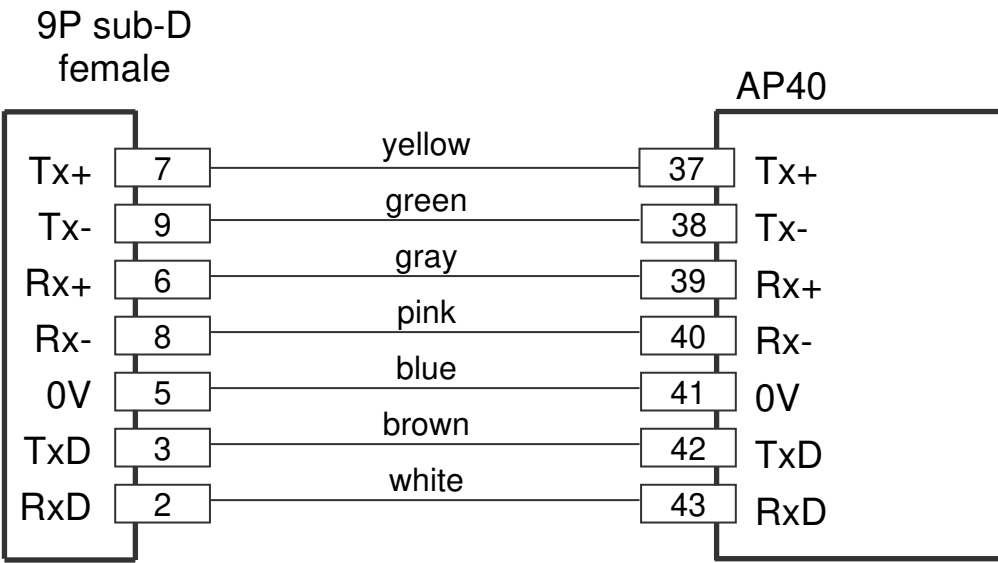 9P sub-D
female
AP40
Tx+ 7 yellow 37 Tx+
Tx- 9 green 38 Tx-
Rx+ 6 gray 39 Rx+
Rx- 8 pink 40 Rx-
0V 5 blue 41 0V
TxD 3 brown 42 TxD
RxD 2 white 43 RxD